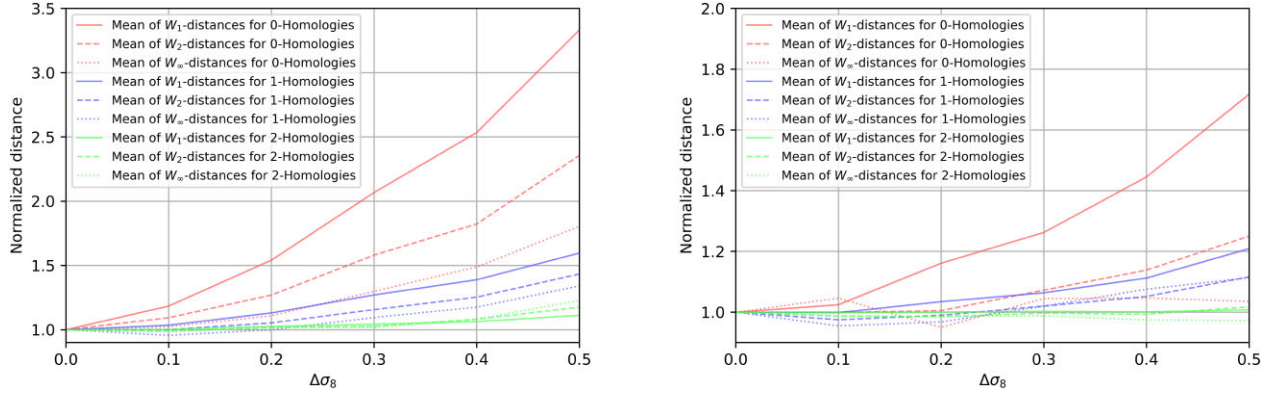 3.5
3.0
2.5
2.0
1.5
1.0
Normalized distance
Mean of W₁-distances for 0-Homologies
Mean of W₂-distances for 0-Homologies
Mean of W∞-distances for 0-Homologies
Mean of W₁-distances for 1-Homologies
Mean of W₂-distances for 1-Homologies
Mean of W∞-distances for 1-Homologies
Mean of W₁-distances for 2-Homologies
Mean of W₂-distances for 2-Homologies
Mean of W∞-distances for 2-Homologies
0.0 0.1 0.2 0.3 0.4 0.5
Δσ₈
2.0
1.8
1.6
1.4
1.2
1.0
Normalized distance
Mean of W₁-distances for 0-Homologies
Mean of W₂-distances for 0-Homologies
Mean of W∞-distances for 0-Homologies
Mean of W₁-distances for 1-Homologies
Mean of W₂-distances for 1-Homologies
Mean of W∞-distances for 1-Homologies
Mean of W₁-distances for 2-Homologies
Mean of W₂-distances for 2-Homologies
Mean of W∞-distances for 2-Homologies
0.0 0.1 0.2 0.3 0.4 0.5
Δσ₈